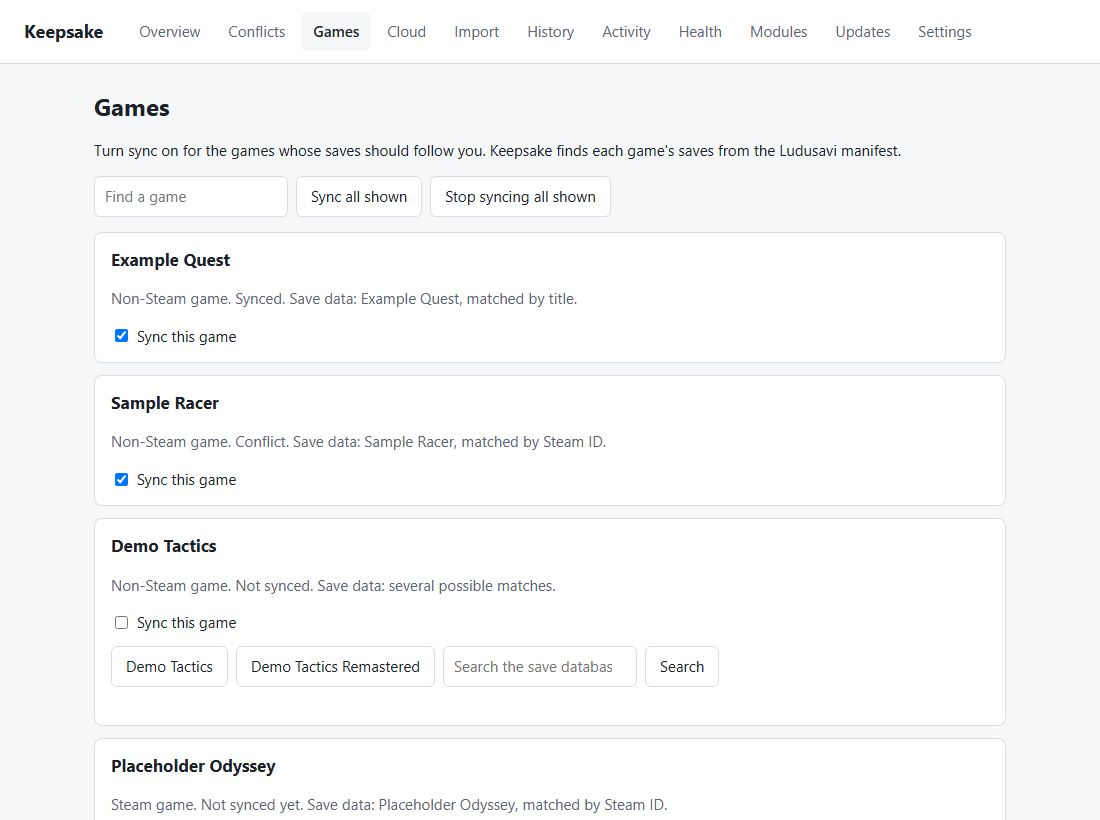 Keepsake Overview Conflicts Games Cloud Import History Activity Health Modules Updates Settings
Games
Turn sync on for the games whose saves should follow you. Keepsake finds each game's saves from the Ludusavi manifest.
Find a game Sync all shown Stop syncing all shown
Example Quest
Non-Steam game. Synced. Save data: Example Quest, matched by title.
Sync this game
Sample Racer
Non-Steam game. Conflict. Save data: Sample Racer, matched by Steam ID.
Sync this game
Demo Tactics
Non-Steam game. Not synced. Save data: several possible matches.
Sync this game
Demo Tactics Demo Tactics Remastered Search the save databas Search
Placeholder Odyssey
Steam game. Not synced yet. Save data: Placeholder Odyssey, matched by Steam ID.